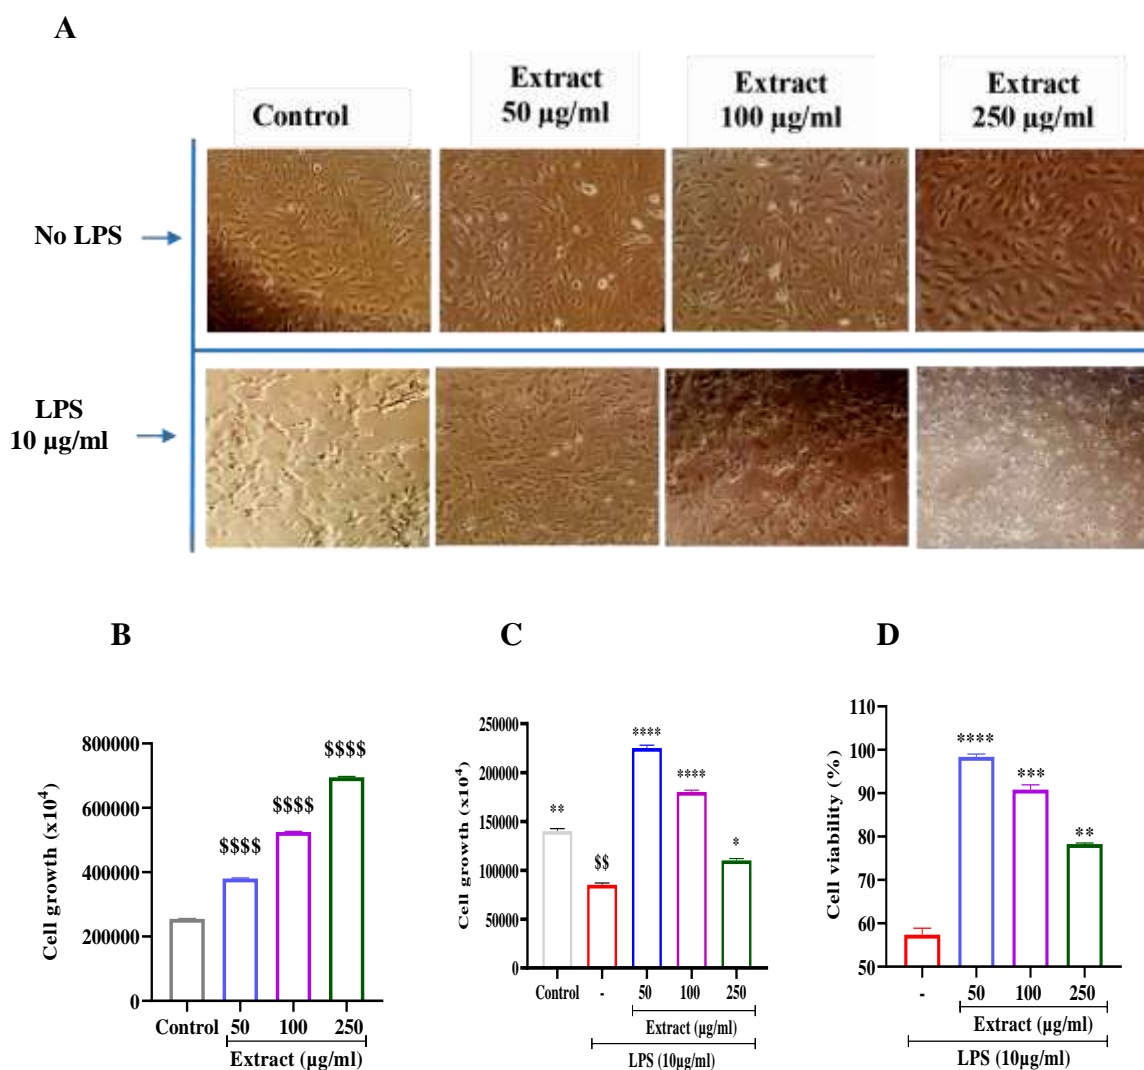 A
Control
Extract
50 µg/ml
Extract
100 µg/ml
Extract
250 µg/ml
No LPS
LPS
10 µg/ml
B
Cell growth (x10⁴)
800000
600000
400000
200000
0
$$$$
$$$$
$$$$
Control 50 100 250
Extract (µg/ml)
C
Cell growth (x10⁴)
250000
200000
150000
100000
50000
0
**
$$
****
****
*
Control - 50 100 250
Extract (µg/ml)
LPS (10µg/ml)
D
Cell viability (%)
110
100
90
80
70
60
50
****
***
**
- 50 100 250
Extract (µg/ml)
LPS (10µg/ml)